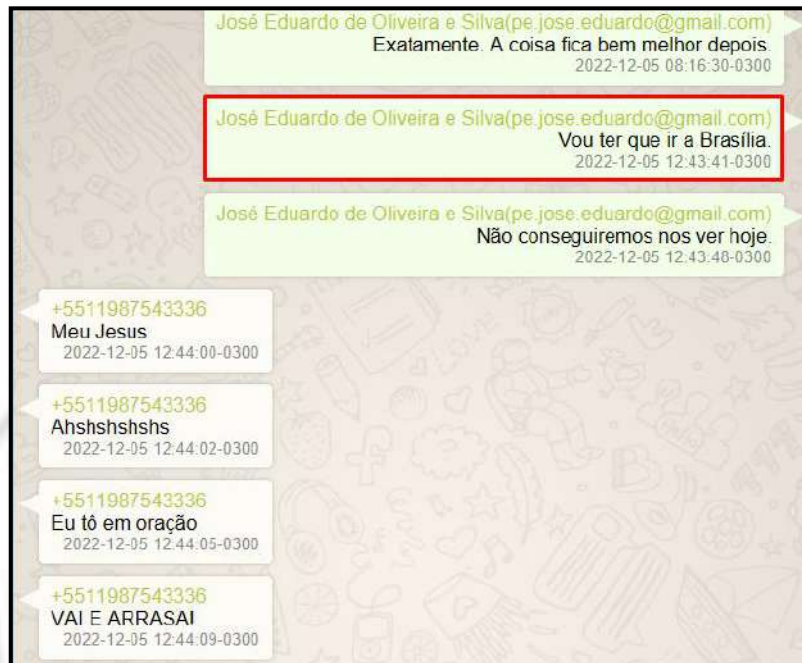 José Eduardo de Oliveira e Silva(pe.jose.eduardo@gmail.com)
Exatamente. A coisa fica bem melhor depois.
2022-12-05 08:16:30-0300
José Eduardo de Oliveira e Silva(pe.jose.eduardo@gmail.com)
Vou ter que ir a Brasília.
2022-12-05 12:43:41-0300
José Eduardo de Oliveira e Silva(pe.jose.eduardo@gmail.com)
Não conseguiremos nos ver hoje.
2022-12-05 12:43:48-0300
+5511987543336
Meu Jesus
2022-12-05 12:44:00-0300
+5511987543336
Ahshshshshs
2022-12-05 12:44:02-0300
+5511987543336
Eu tô em oração
2022-12-05 12:44:05-0300
+5511987543336
VAI E ARRASA!
2022-12-05 12:44:09-0300